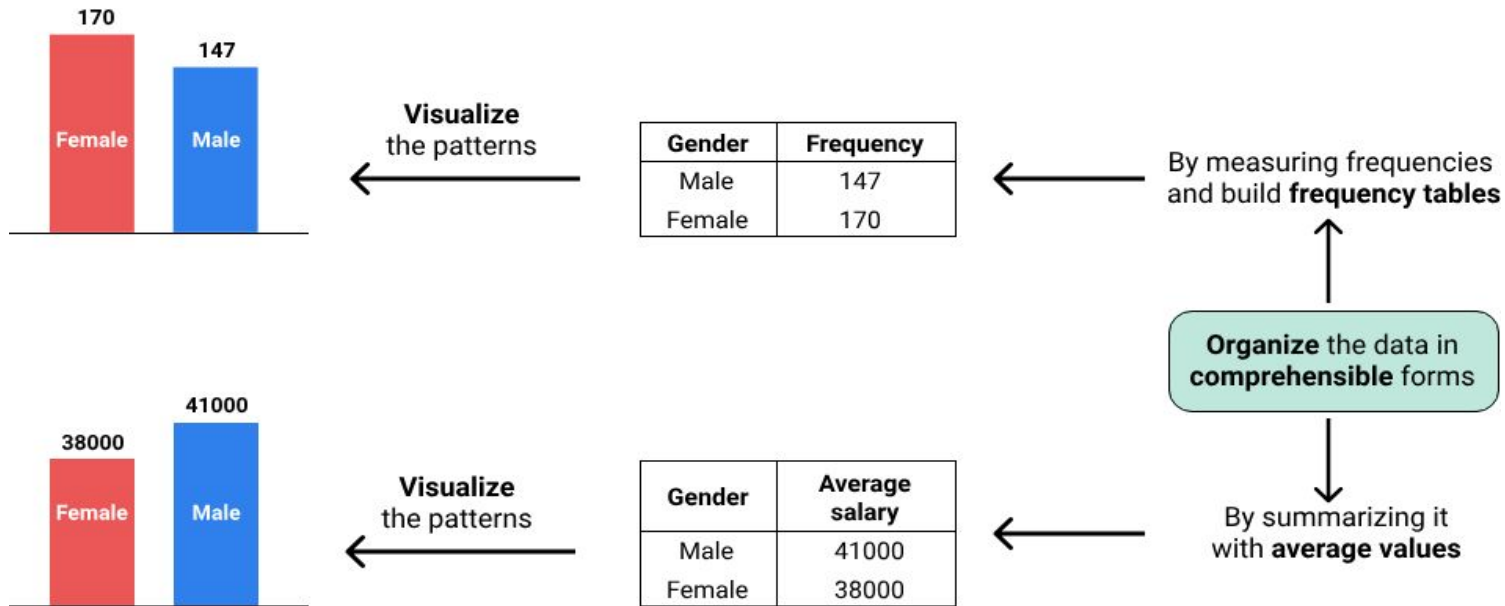 170
147
Female
Male
Visualize
the patterns
Gender Frequency
Male 147
Female 170
By measuring frequencies
and build frequency tables
Organize the data in
comprehensible forms
41000
38000
Female
Male
Visualize
the patterns
Gender Average
salary
Male 41000
Female 38000
By summarizing it
with average values